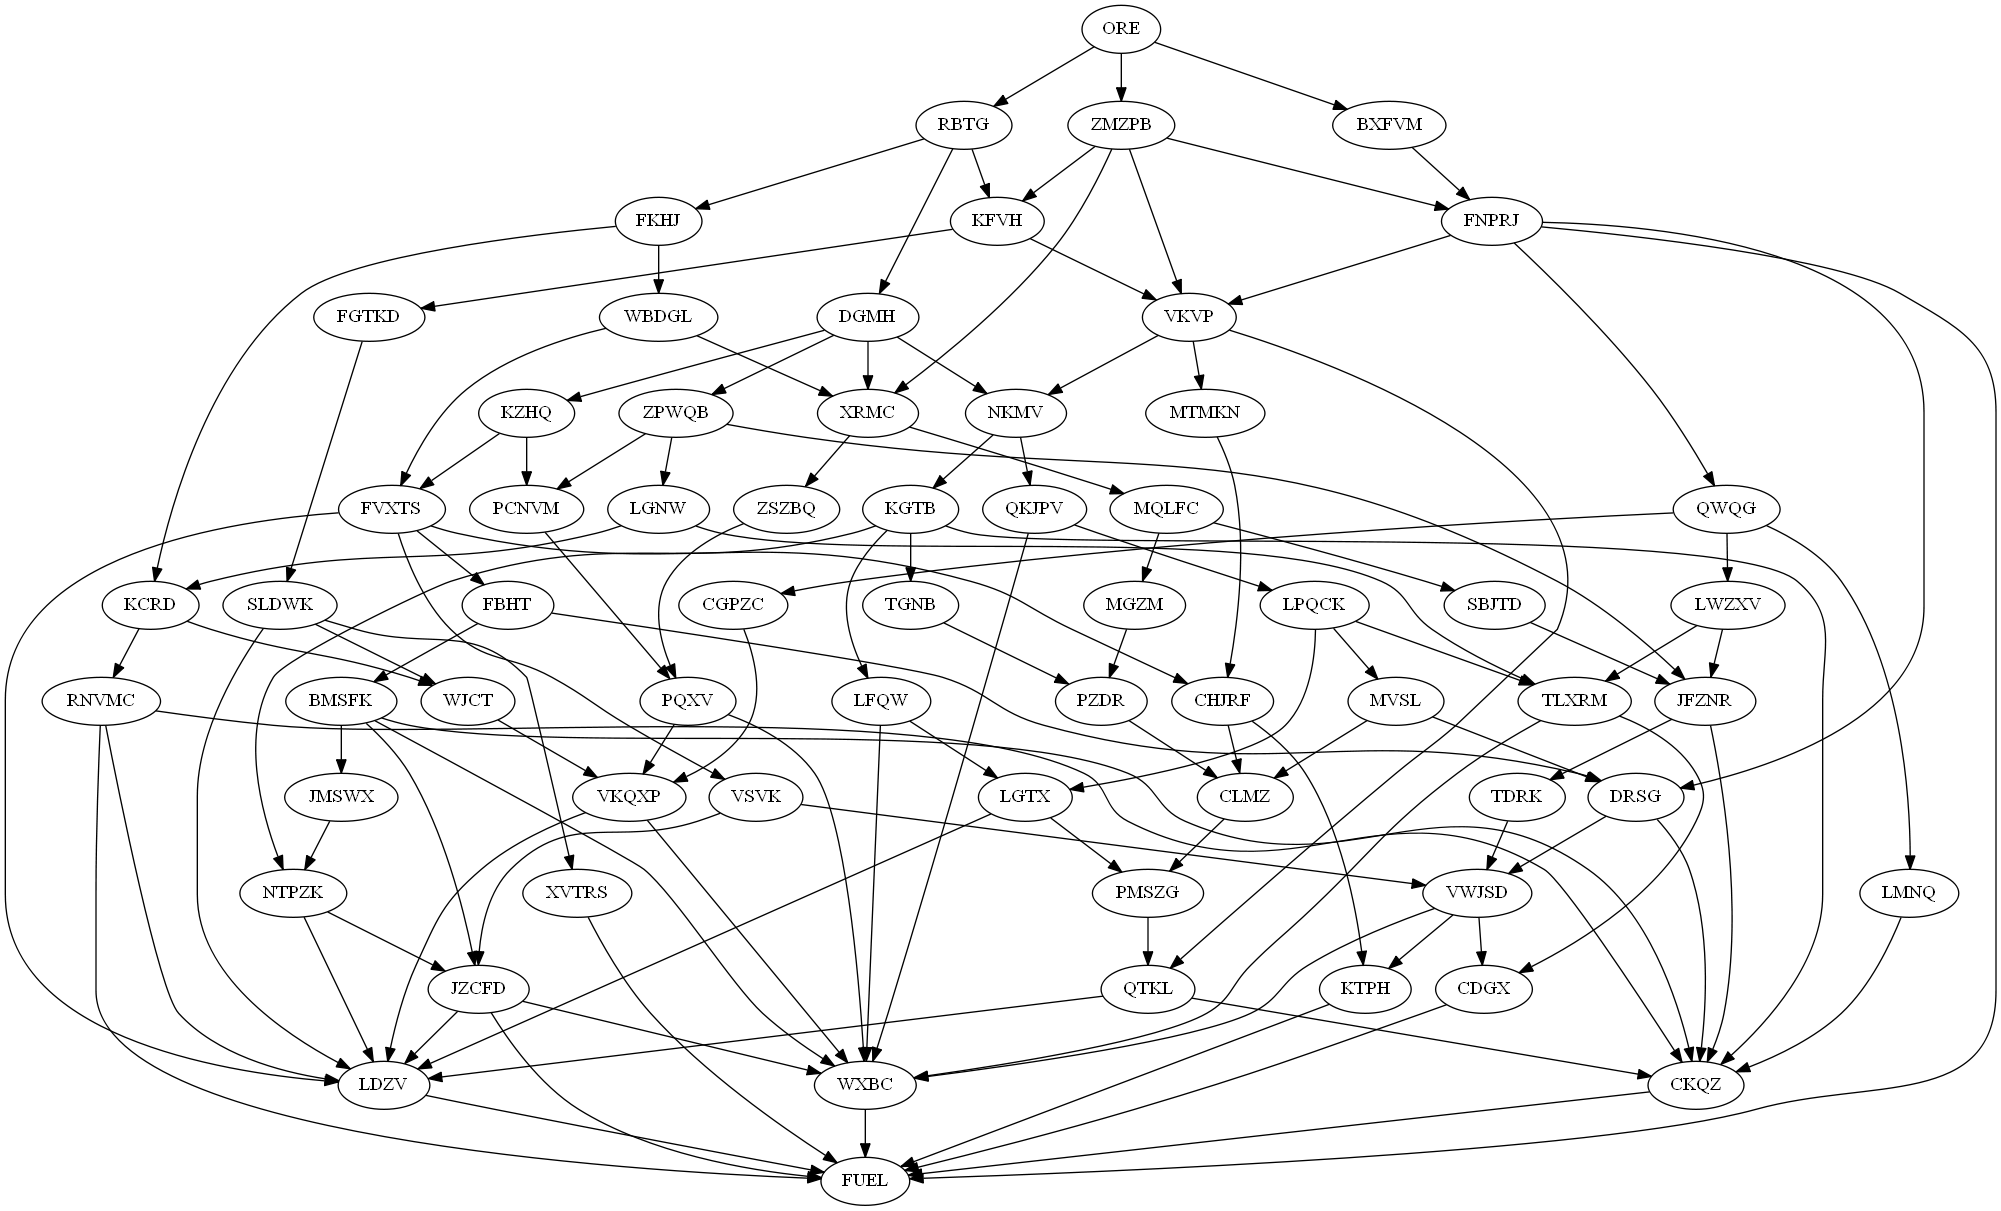 ORE
RBTG ZMZPB BXFVM
FKHJ KFVH FNPRJ
FGTKD WBDGL DGMH VKVP
KZHQ ZPWQB XRMC NKMV MTMKN
FVXTS PCNVM LGNW ZSZBQ KGTB QKJPV MQLFC QWQG
KCRD SLDWK FBHT CGPZC TGNB MGZM LPQCK SBJTD LWZXV
RNVMC BMSFK WJCT PQXV LFQW PZDR CHJRF MVSL TLXRM JFZNR
JMSWX VKQXP VSVK LGTX CLMZ TDRK DRSG
NTPZK XVTRS PMSZG VWJSD LMNQ
JZCFD QTKL KTPH CDGX
LDZV WXBC CKQZ
FUEL